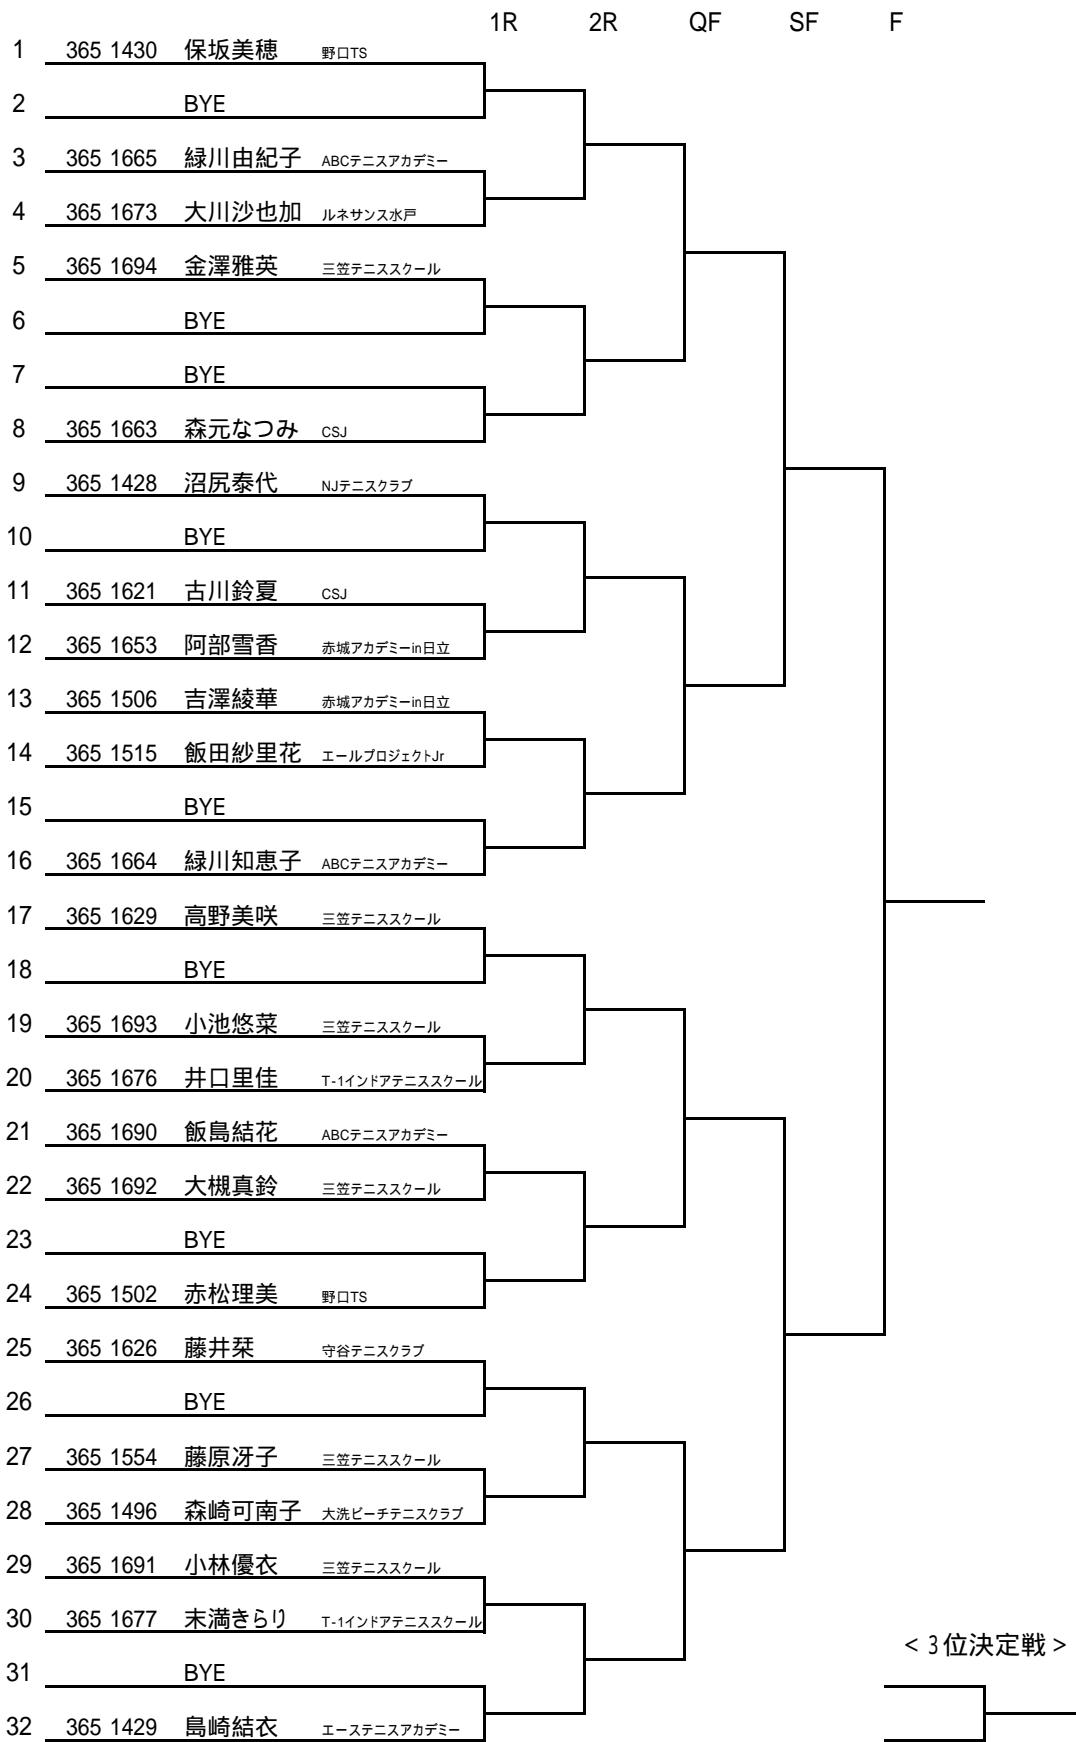 1R 2R QF SF F
1 365 1430 保坂美穂 野口TS
2 BYE
3 365 1665 緑川由紀子 ABCテニスアカデミー
4 365 1673 大川沙也加 ルネサンス水戸
5 365 1694 金澤雅英 三笠テニススクール
6 BYE
7 BYE
8 365 1663 森元なつみ CSJ
9 365 1428 沼尻泰代 NJテニスクラブ
10 BYE
11 365 1621 古川鈴夏 CSJ
12 365 1653 阿部雪香 赤城アカデミーin日立
13 365 1506 吉澤綾華 赤城アカデミーin日立
14 365 1515 飯田紗里花 エールプロジェクトJr
15 BYE
16 365 1664 緑川知恵子 ABCテニスアカデミー
17 365 1629 高野美咲 三笠テニススクール
18 BYE
19 365 1693 小池悠菜 三笠テニススクール
20 365 1676 井口里佳 T-1インドアテニススクール
21 365 1690 飯島結花 ABCテニスアカデミー
22 365 1692 大槻真鈴 三笠テニススクール
23 BYE
24 365 1502 赤松理美 野口TS
25 365 1626 藤井栞 守谷テニスクラブ
26 BYE
27 365 1554 藤原冴子 三笠テニススクール
28 365 1496 森崎可南子 大洗ビーチテニスクラブ
29 365 1691 小林優衣 三笠テニススクール
30 365 1677 末満きらり T-1インドアテニススクール
<3位決定戦>
31 BYE
32 365 1429 島崎結衣 エーステニスアカデミー